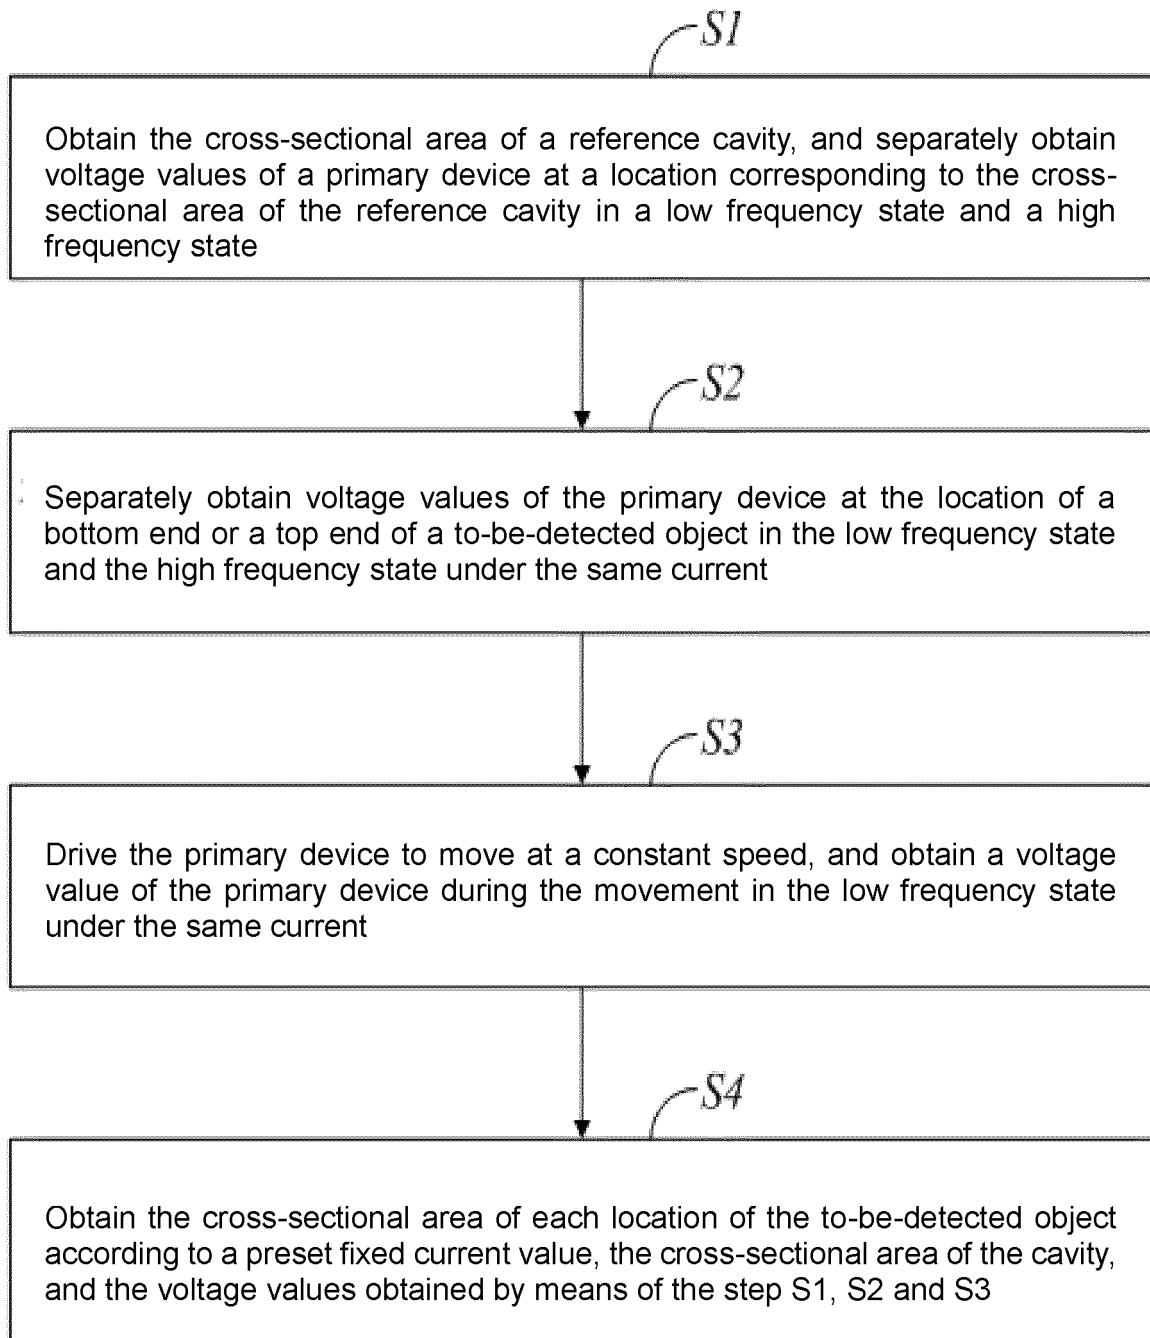 S1
Obtain the cross-sectional area of a reference cavity, and separately obtain
voltage values of a primary device at a location corresponding to the cross-
sectional area of the reference cavity in a low frequency state and a high
frequency state
S2
Separately obtain voltage values of the primary device at the location of a
bottom end or a top end of a to-be-detected object in the low frequency state
and the high frequency state under the same current
S3
Drive the primary device to move at a constant speed, and obtain a voltage
value of the primary device during the movement in the low frequency state
under the same current
S4
Obtain the cross-sectional area of each location of the to-be-detected object
according to a preset fixed current value, the cross-sectional area of the cavity,
and the voltage values obtained by means of the step S1, S2 and S3